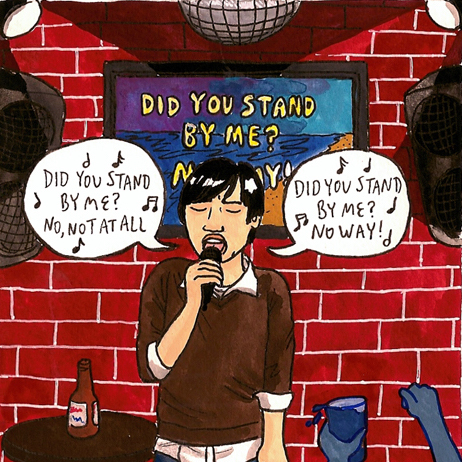 DID YOU STAND
BY ME?
DID YOU STAND
BY ME?
NO, NOT AT ALL
DID YOU STAND
BY ME?
NO WAY!